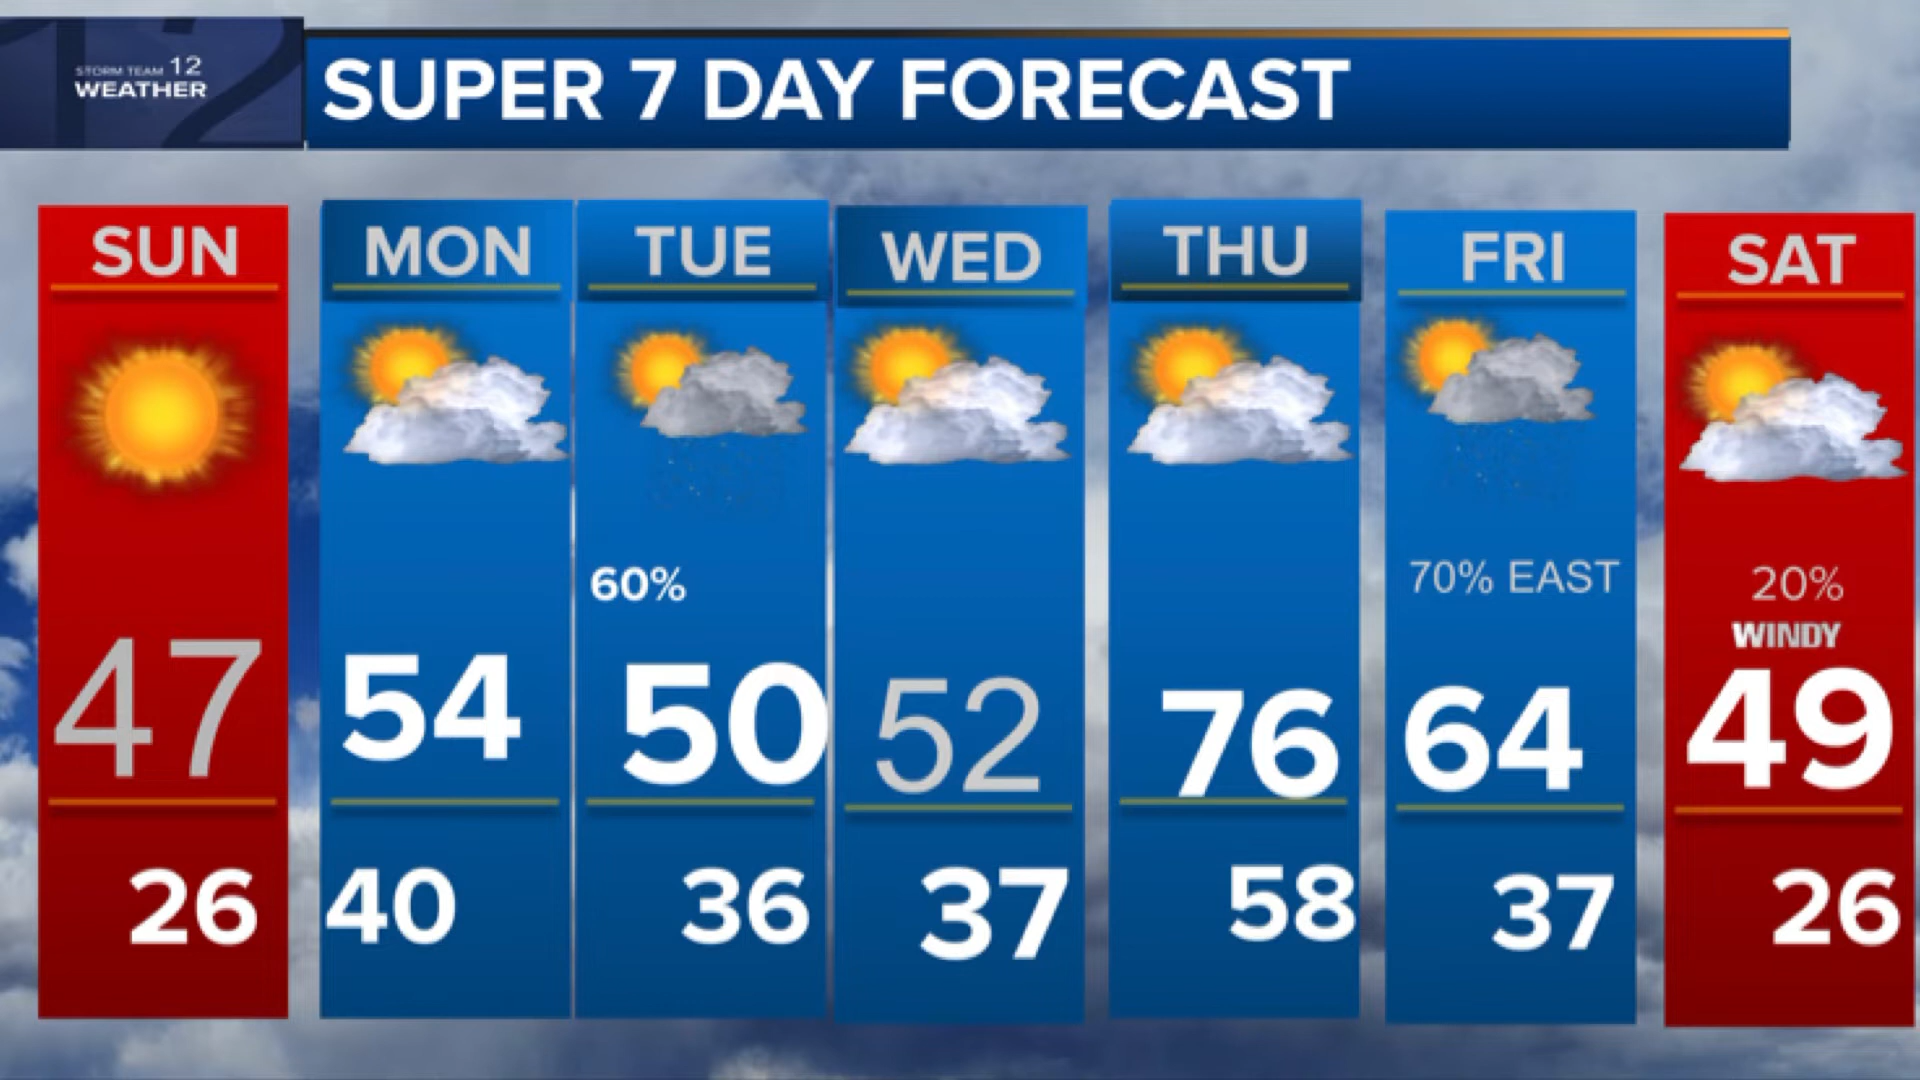 STORM TEAM 12
WEATHER
SUPER 7 DAY FORECAST
SUN
47
26
MON
54
40
TUE
60%
50
36
WED
52
37
THU
76
58
FRI
70% EAST
64
37
SAT
20%
WINDY
49
26